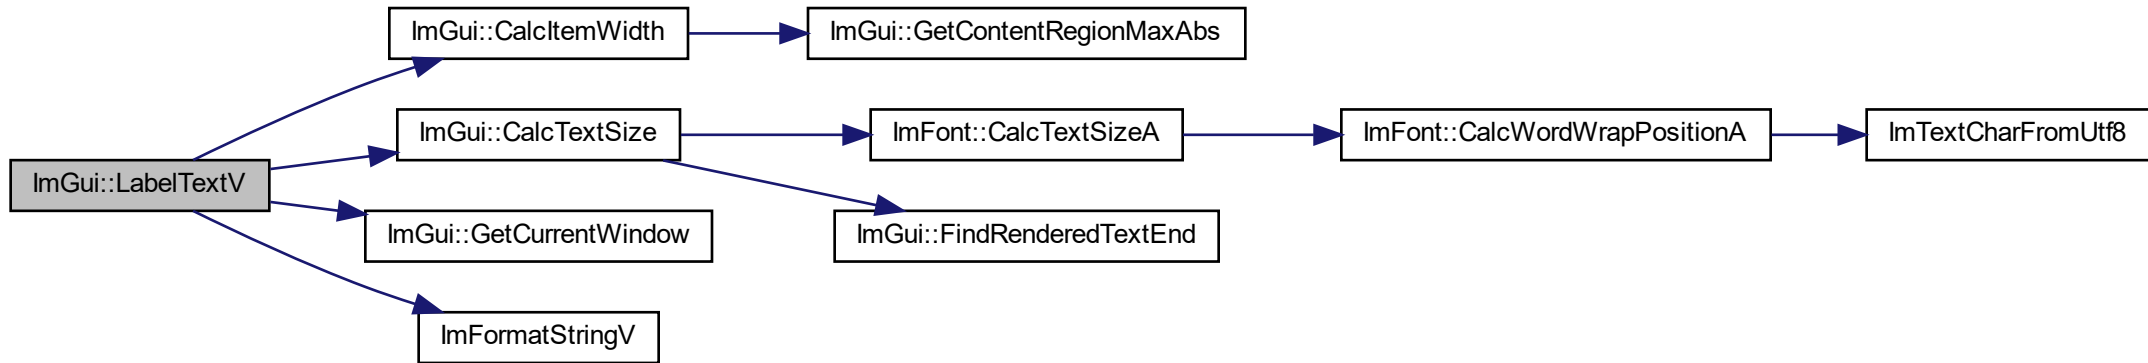 ImGui::CalcItemWidth
ImGui::GetContentRegionMaxAbs
ImGui::CalcTextSize
ImFont::CalcTextSizeA
ImFont::CalcWordWrapPositionA
ImTextCharFromUtf8
ImGui::LabelTextV
ImGui::GetCurrentWindow
ImGui::FindRenderedTextEnd
ImFormatStringV